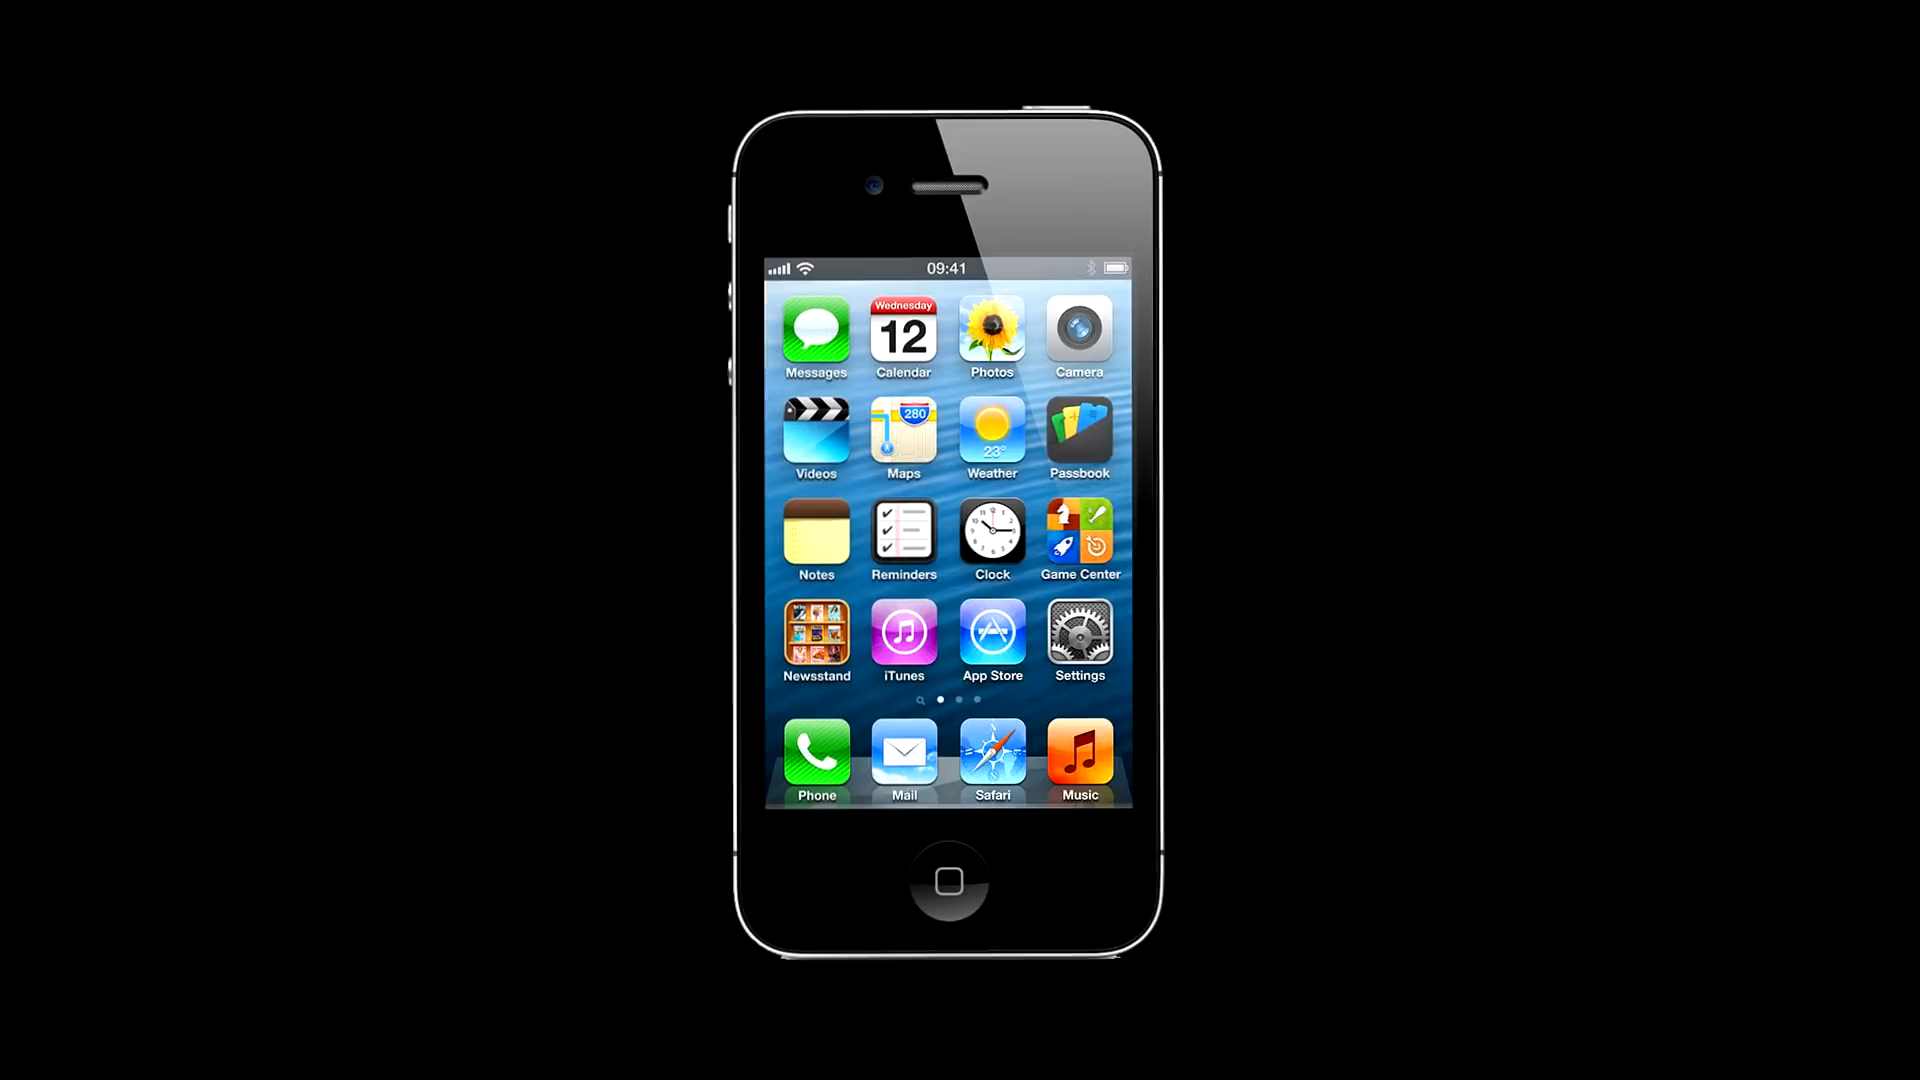 09:41
Wednesday
12
Messages Calendar Photos Camera
280
23°
Videos Maps Weather Passbook
Notes Reminders Clock Game Center
Newsstand iTunes App Store Settings
Phone Mail Safari Music